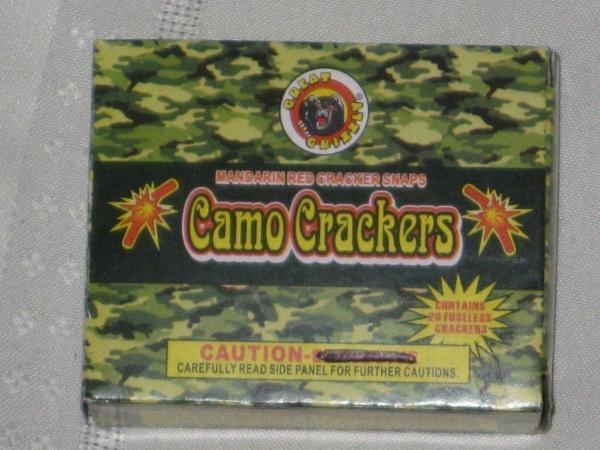 GREAT
GRIZZLY
®
MANDARIN RED CRACKER SNAPS
Camo Crackers
CONTAINS
20 FUSELESS
CRACKERS
CAUTION-
CAREFULLY READ SIDE PANEL FOR FURTHER CAUTIONS.